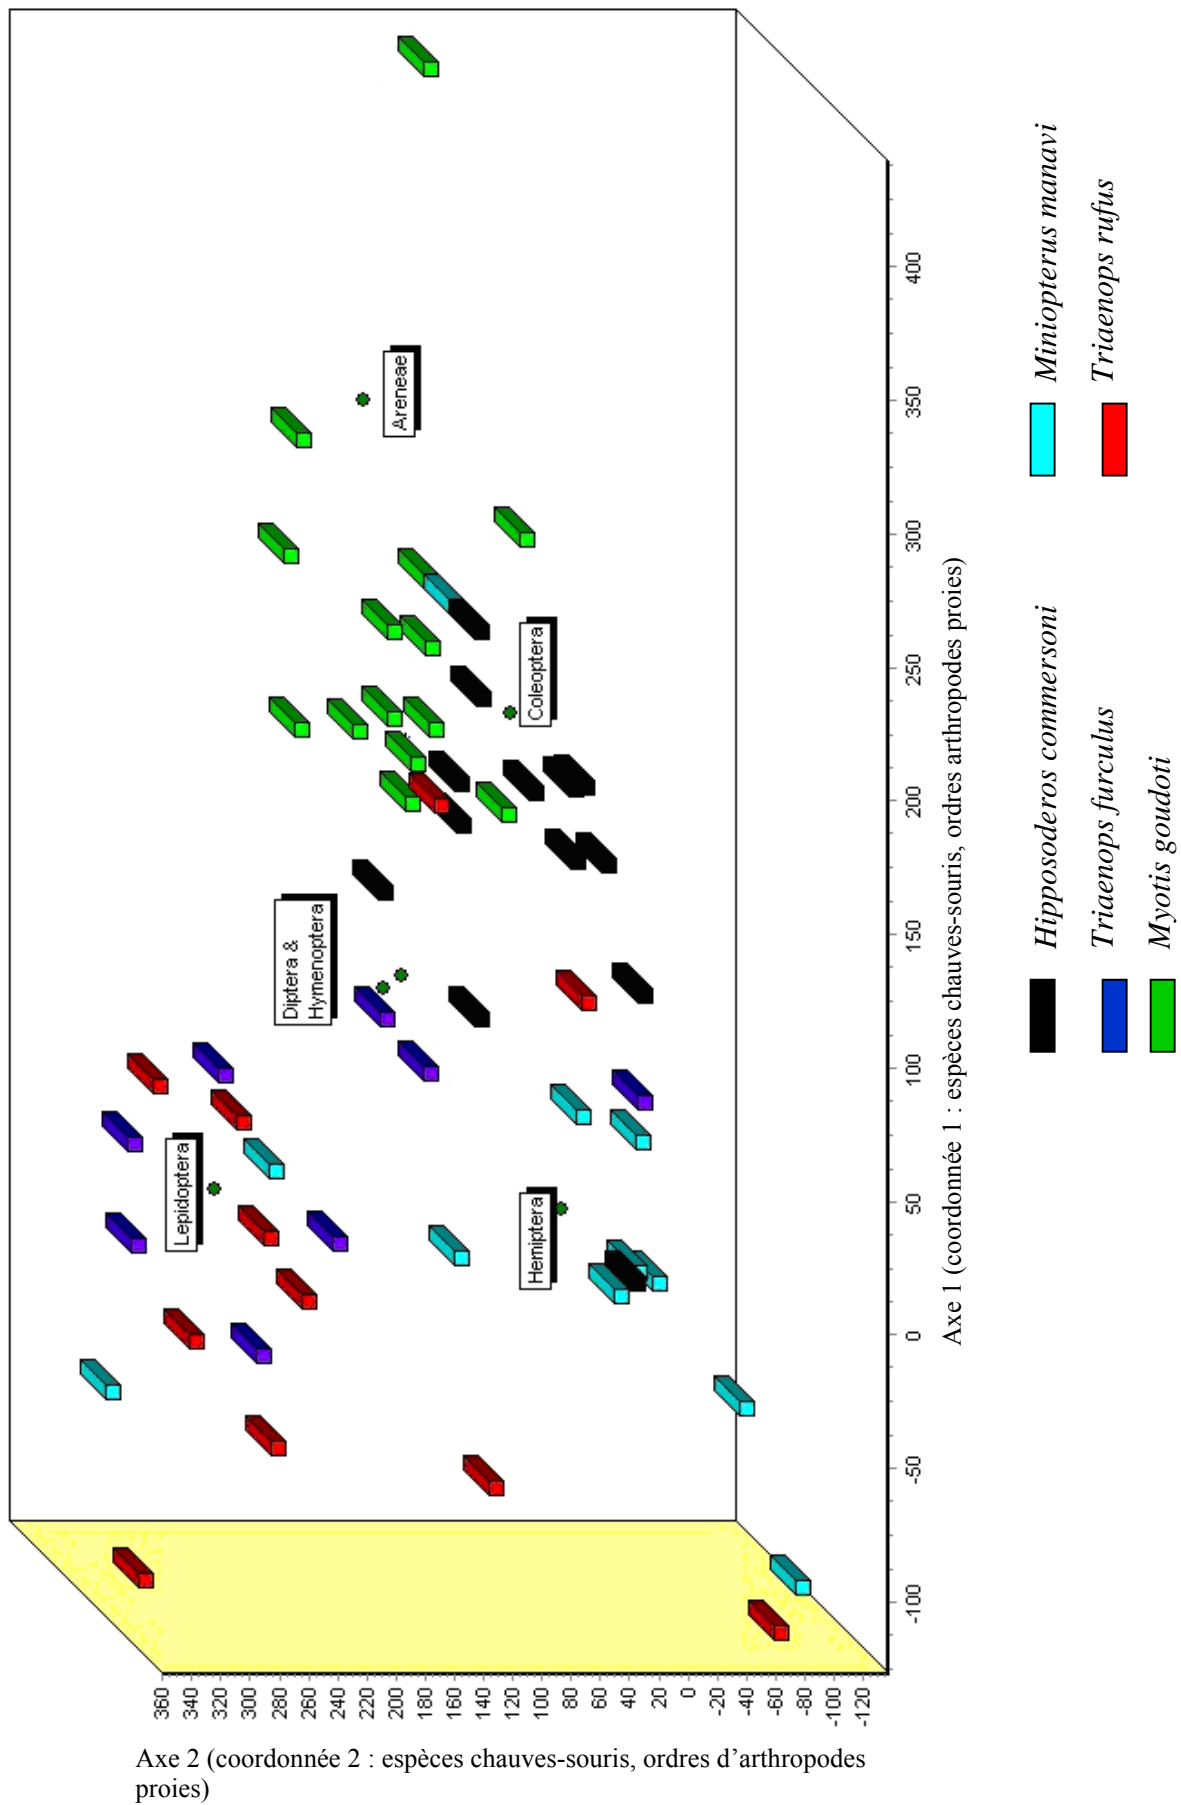 360
340
320
300
280
260
240
220
200
180
160
140
120
100
80
60
40
20
0
-20
-40
-60
-80
-100
-120
Axe 2 (coordonnée 2 : espèces chauves-souris, ordres d’arthropodes
proies)
Lepidoptera
Hemiptera
Diptera &
Hymenoptera
Coleoptera
Areneae
-100
-50
0
50
100
150
200
250
300
350
400
Axe 1 (coordonnée 1 : espèces chauves-souris, ordres arthropodes proies)
Hipposoderos commersoni
Miniopterus manavi
Triaenops furculus
Triaenops rufus
Myotis goudoti